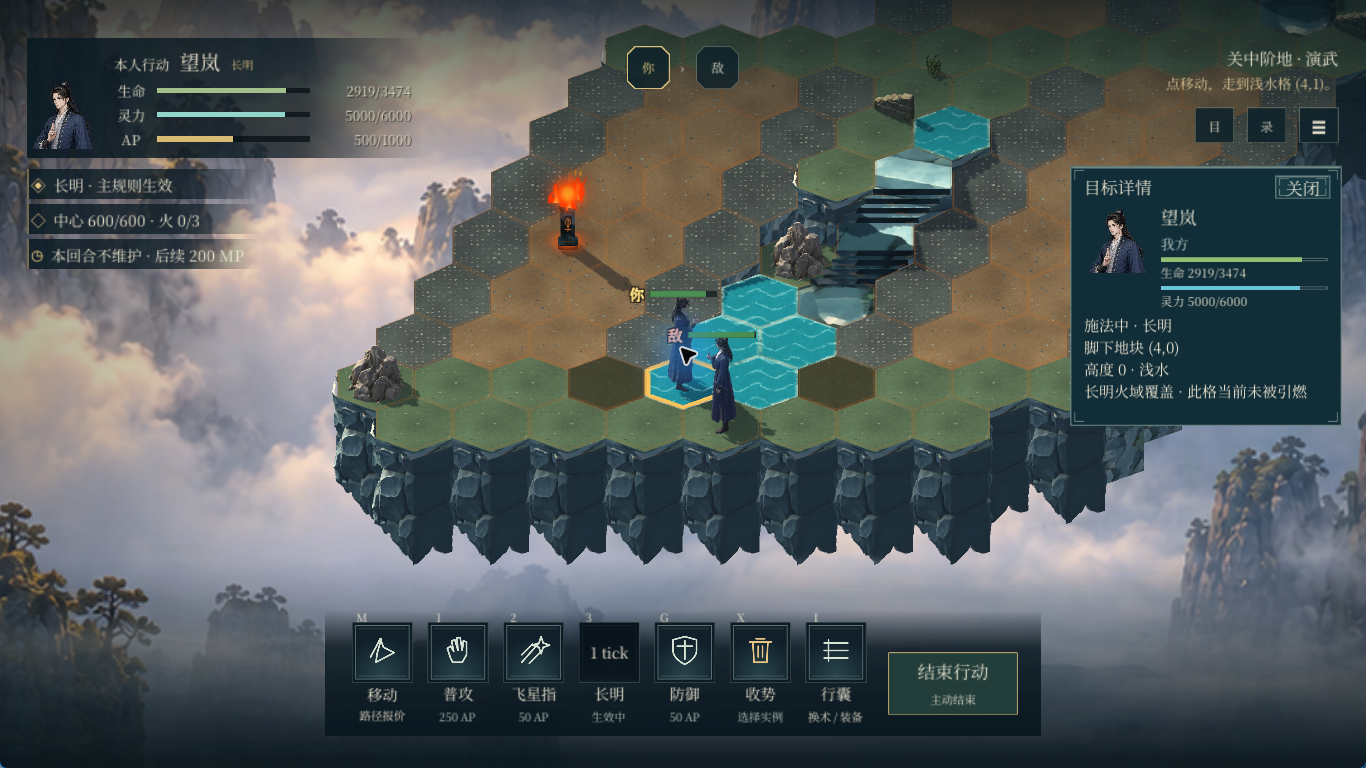 本人行动 望岚 长明
生命 2919/3474
灵力 5000/6000
AP 500/1000
长明 · 主规则生效
中心 600/600 · 火 0/3
本回合不维护 · 后续 200 MP
你 › 敌
关中阶地 · 演武
点移动，走到浅水格 (4,1)。
目 录
目标详情 关闭
望岚
我方
生命 2919/3474
灵力 5000/6000
施法中 · 长明
脚下地块 (4,0)
高度 0 · 浅水
长明火域覆盖 · 此格当前未被引燃
你
敌
M 1 2 3 G X I
1 tick
移动 普攻 飞星指 长明 防御 收势 行囊
路径报价 250 AP 50 AP 生效中 50 AP 选择实例 换术 / 装备
结束行动
主动结束